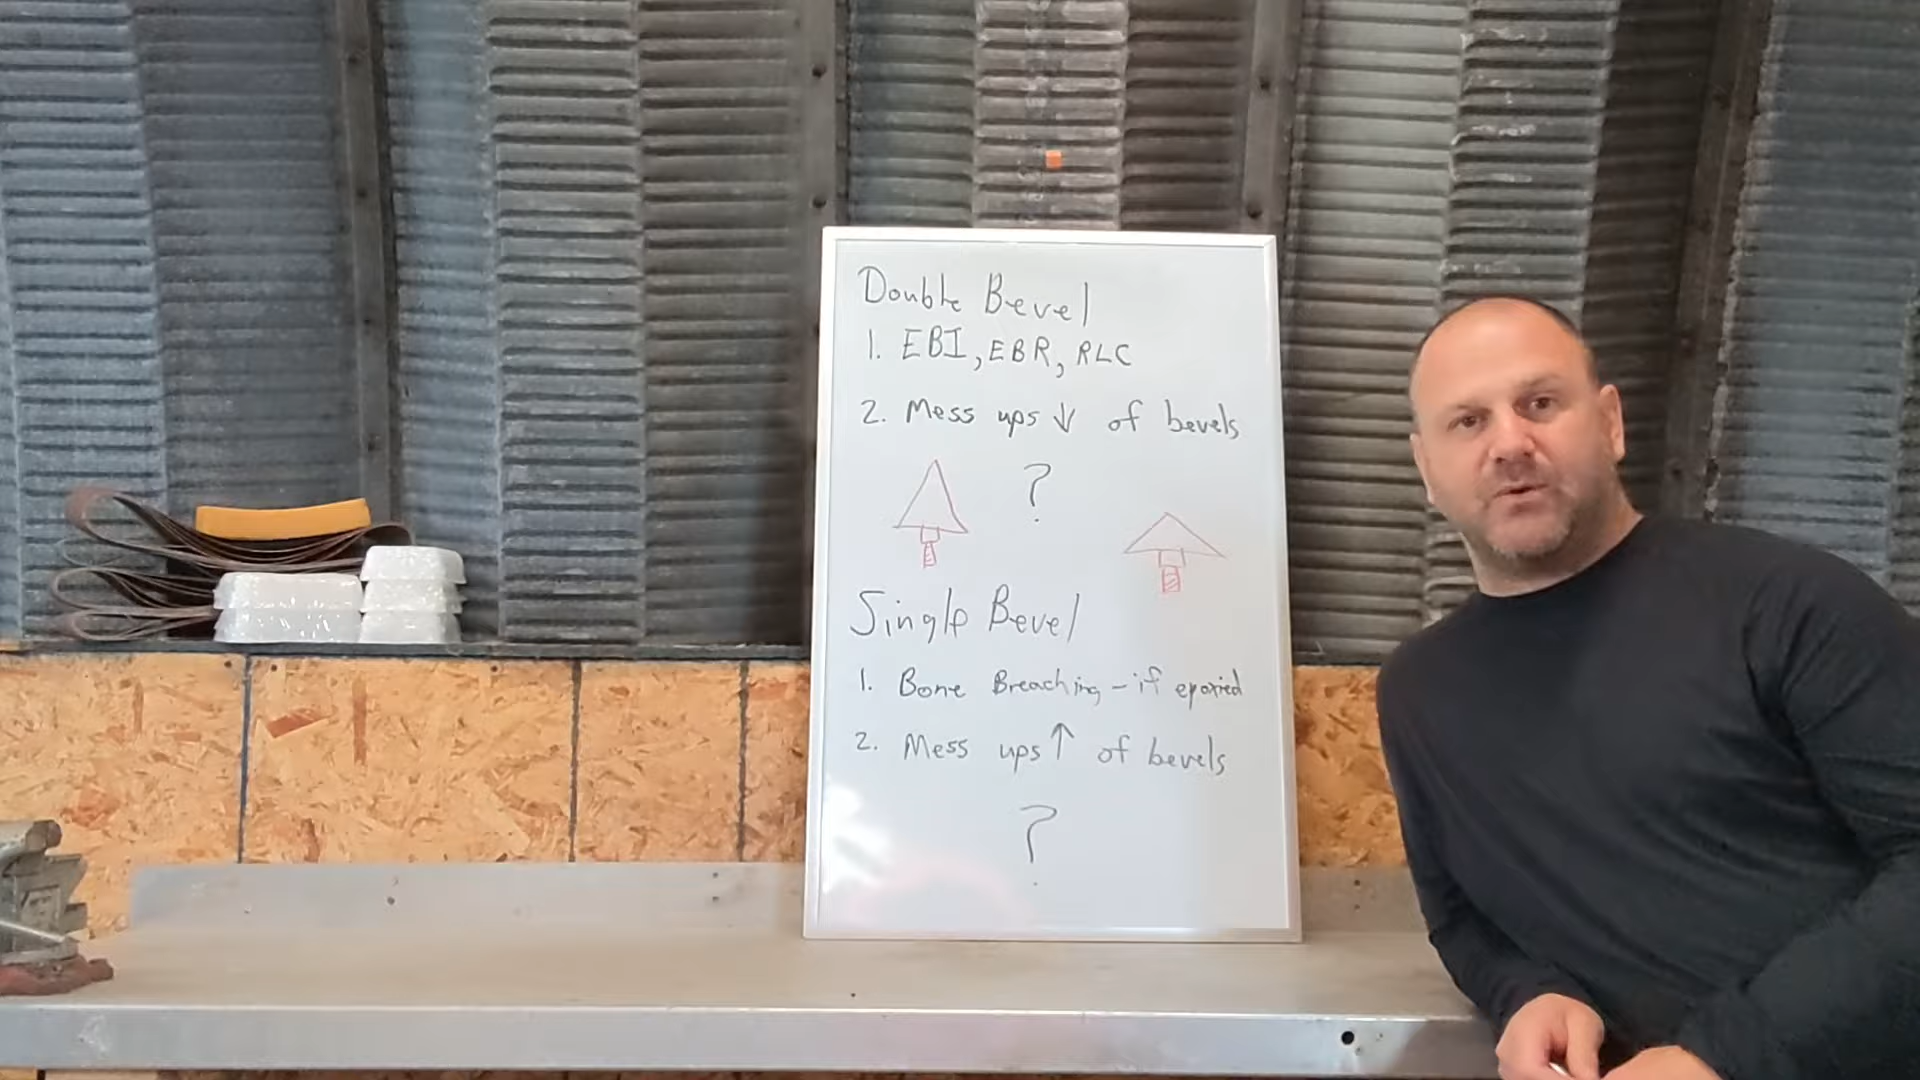 Double Bevel
1. EBI, EBR, RLC
2. Mess ups ↓ of bevels
?
Single Bevel
1. Bone Breaching - if epoxied
2. Mess ups ↑ of bevels
?